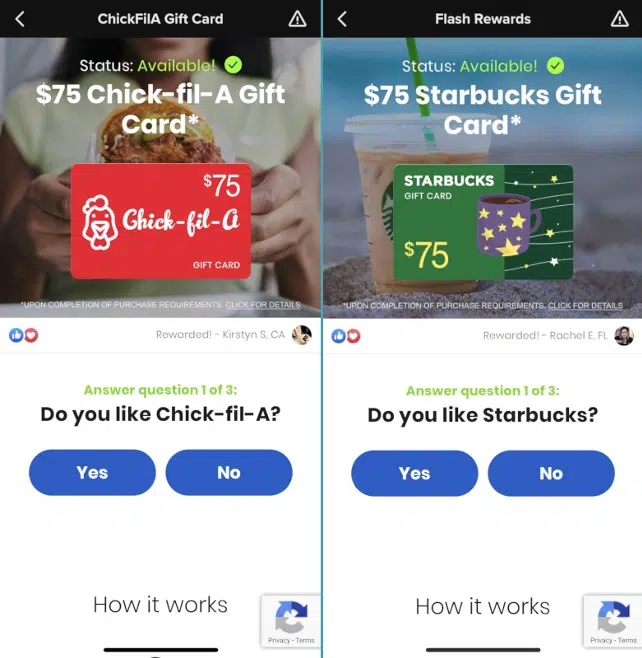 ChickFilA Gift Card
Status: Available!
$75 Chick-fil-A Gift
Card*
$75
Chick-fil-A
GIFT CARD
*UPON COMPLETION OF PURCHASE REQUIREMENTS. CLICK FOR DETAILS
Rewarded! - Kirstyn S, CA
Answer question 1 of 3:
Do you like Chick-fil-A?
Yes
No
How it works
Privacy - Terms
Flash Rewards
Status: Available!
$75 Starbucks Gift
Card*
STARBUCKS
GIFT CARD
$75
*UPON COMPLETION OF PURCHASE REQUIREMENTS. CLICK FOR DETAILS
Rewarded! - Rachel E, FL
Answer question 1 of 3:
Do you like Starbucks?
Yes
No
How it works
Privacy - Terms